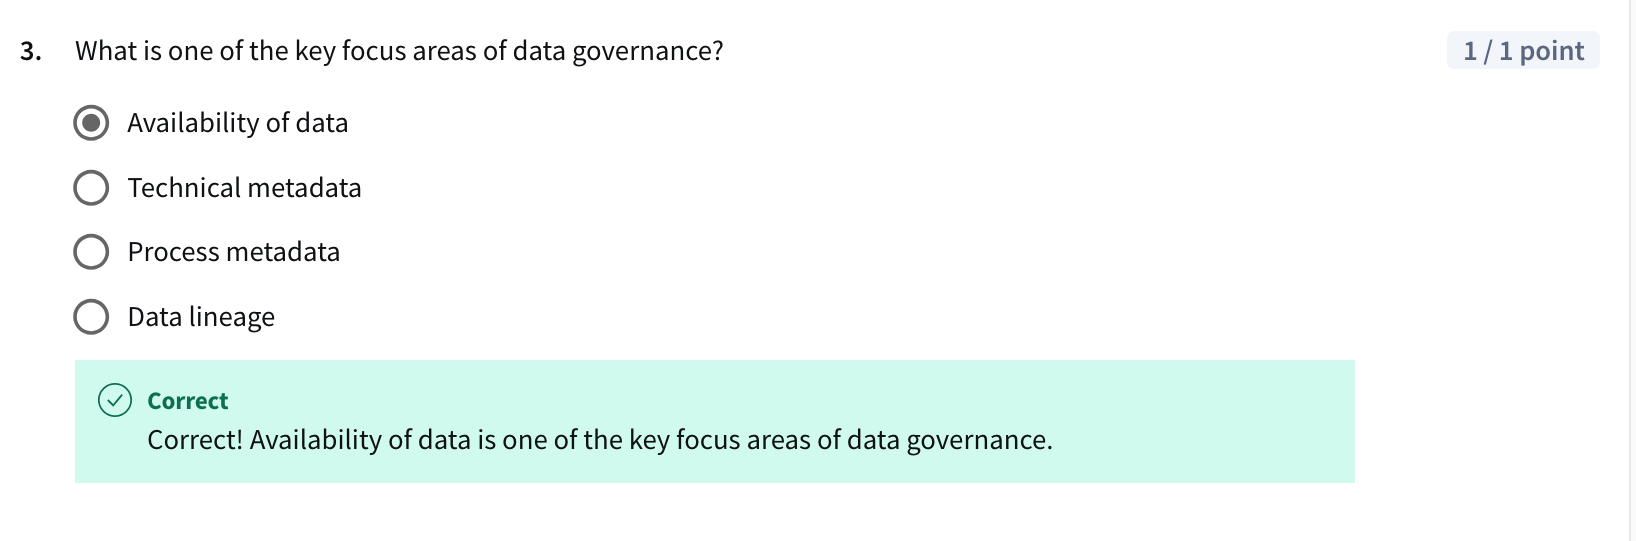 3. What is one of the key focus areas of data governance? 1 / 1 point
Availability of data
Technical metadata
Process metadata
Data lineage
Correct
Correct! Availability of data is one of the key focus areas of data governance.